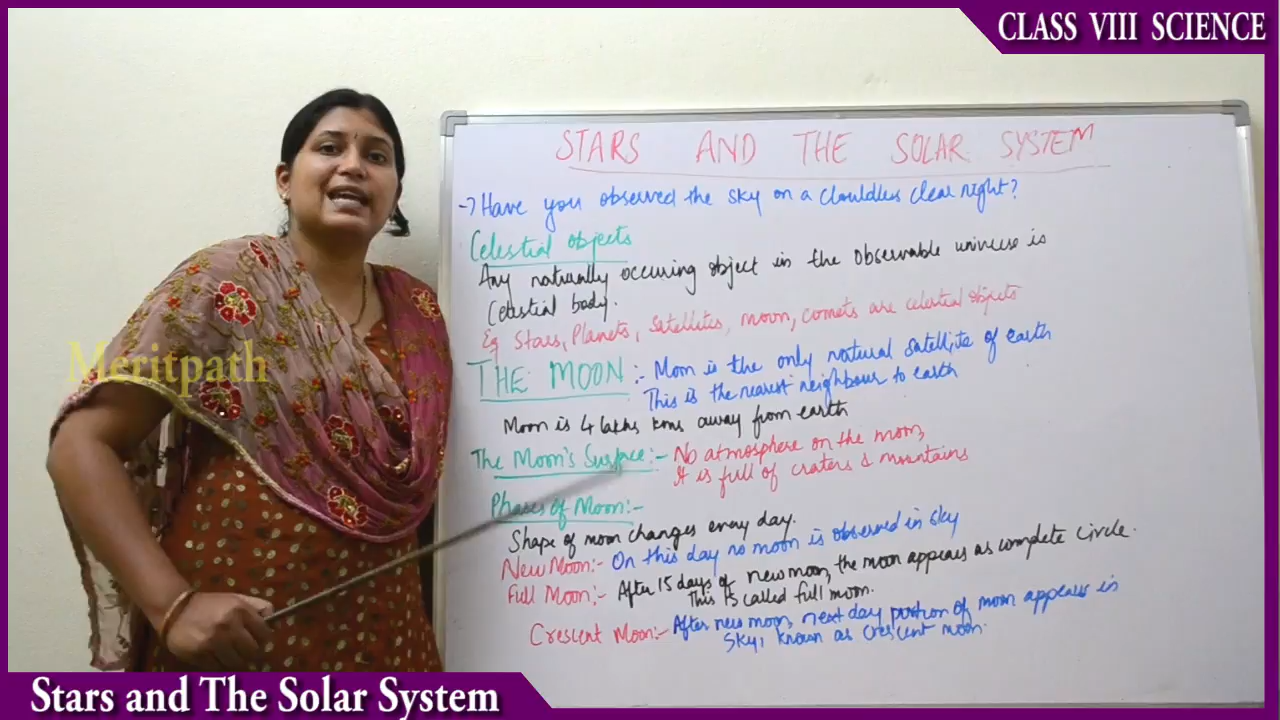 CLASS VIII SCIENCE
STARS AND THE SOLAR SYSTEM
-> Have you observed the sky on a cloudless clear night?
Celestial objects
Any naturally occuring object in the observable universe is
Celestial body.
Eg Stars, Planets, Satellites, moon, comets are celestial objects
THE MOON :- Moon is the only natural satellite of earth
This is the nearest neighbour to earth
Moon is 4 lakhs kms away from earth
The Moon's Surface:- No atmosphere on the moon,
It is full of craters & mountains
Phases of Moon:-
Shape of moon changes every day.
New Moon:- On this day no moon is observed in sky
Full Moon:- After 15 days of new moon, the moon appears as complete circle.
This is called full moon.
Crescent Moon:- After new moon, next day portion of moon appears in
sky, known as crescent moon.
Meritpath
Stars and The Solar System